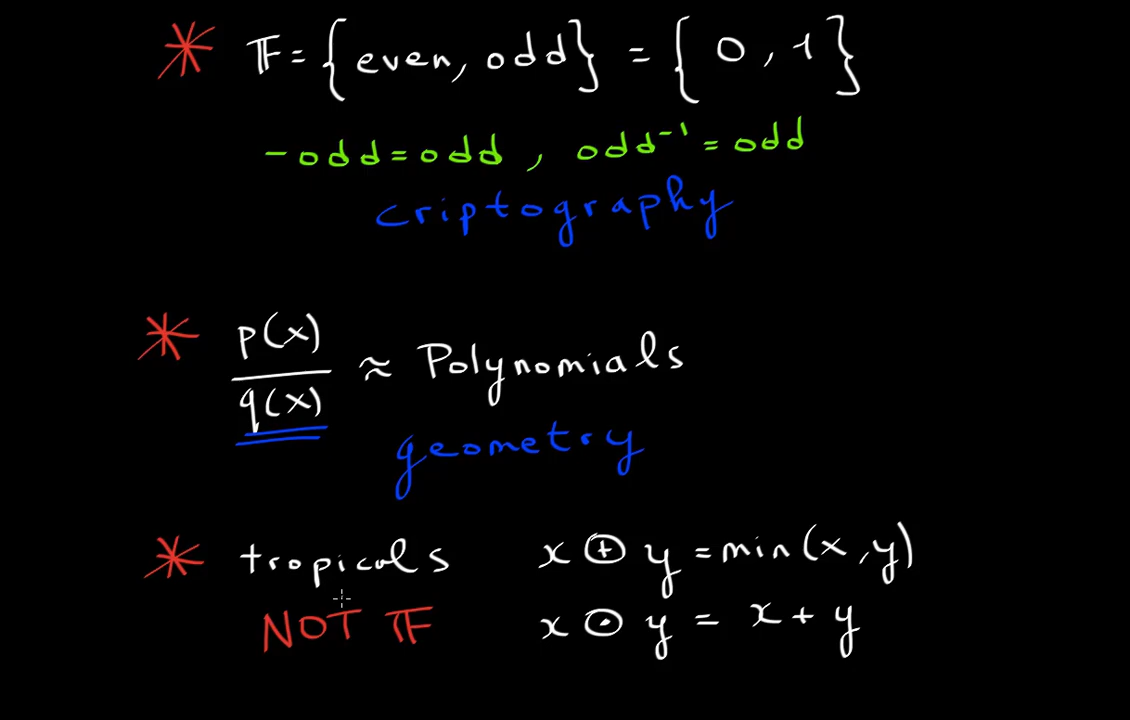 * 𝔽 = {even, odd} = {0, 1}
-odd = odd, odd⁻¹ = odd
criptography
* p(x)/q(x) ≈ Polynomials
geometry
* tropicals x ⊕ y = min(x, y)
NOT 𝔽 x ⊙ y = x + y